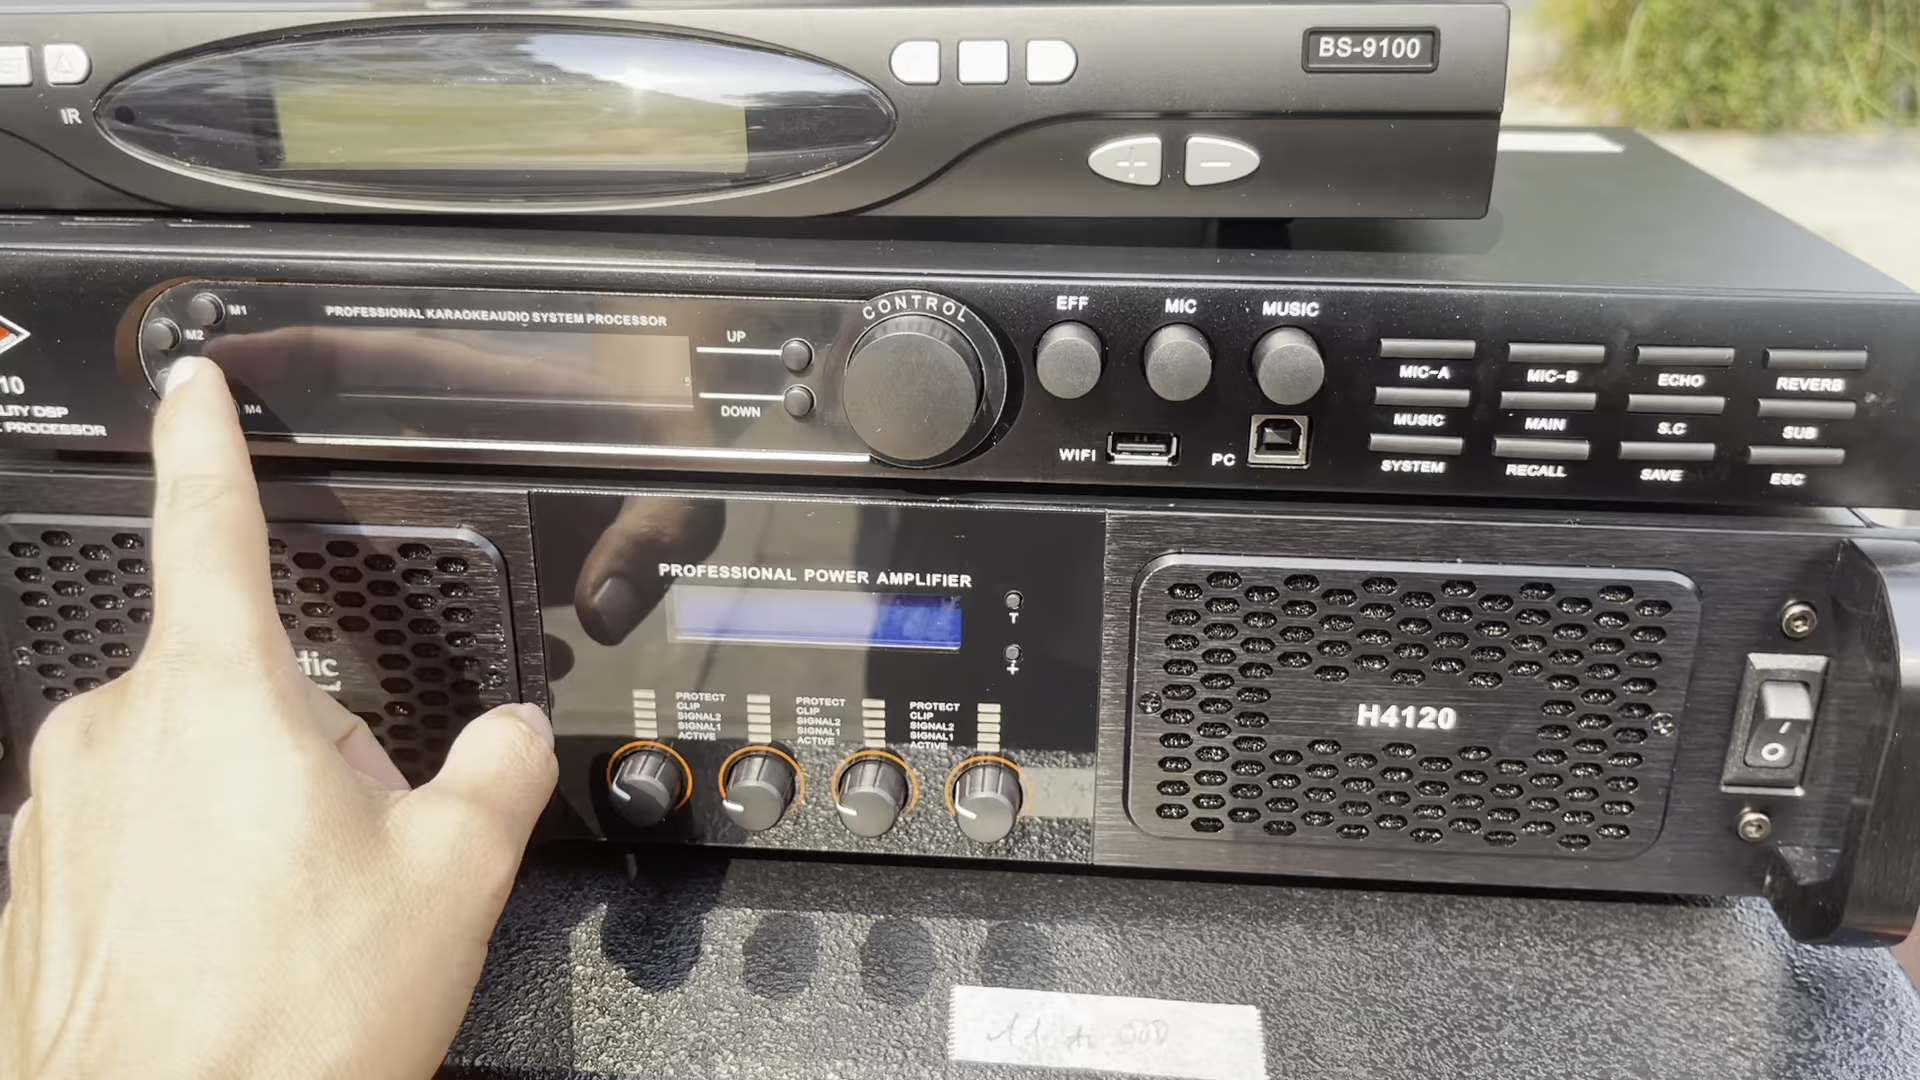 BS-9100
IR
M1
M2
M4
PROFESSIONAL KARAOKEAUDIO SYSTEM PROCESSOR
UP
DOWN
CONTROL
EFF
MIC
MUSIC
WIFI
PC
MIC-A
MIC-B
ECHO
REVERB
MUSIC
MAIN
S.C
SUB
SYSTEM
RECALL
SAVE
ESC
10
DSP
PROCESSOR
PROFESSIONAL POWER AMPLIFIER
T
+
PROTECT
CLIP
SIGNAL2
SIGNAL1
ACTIVE
PROTECT
CLIP
SIGNAL2
SIGNAL1
ACTIVE
PROTECT
CLIP
SIGNAL2
SIGNAL1
ACTIVE
tic
H4120